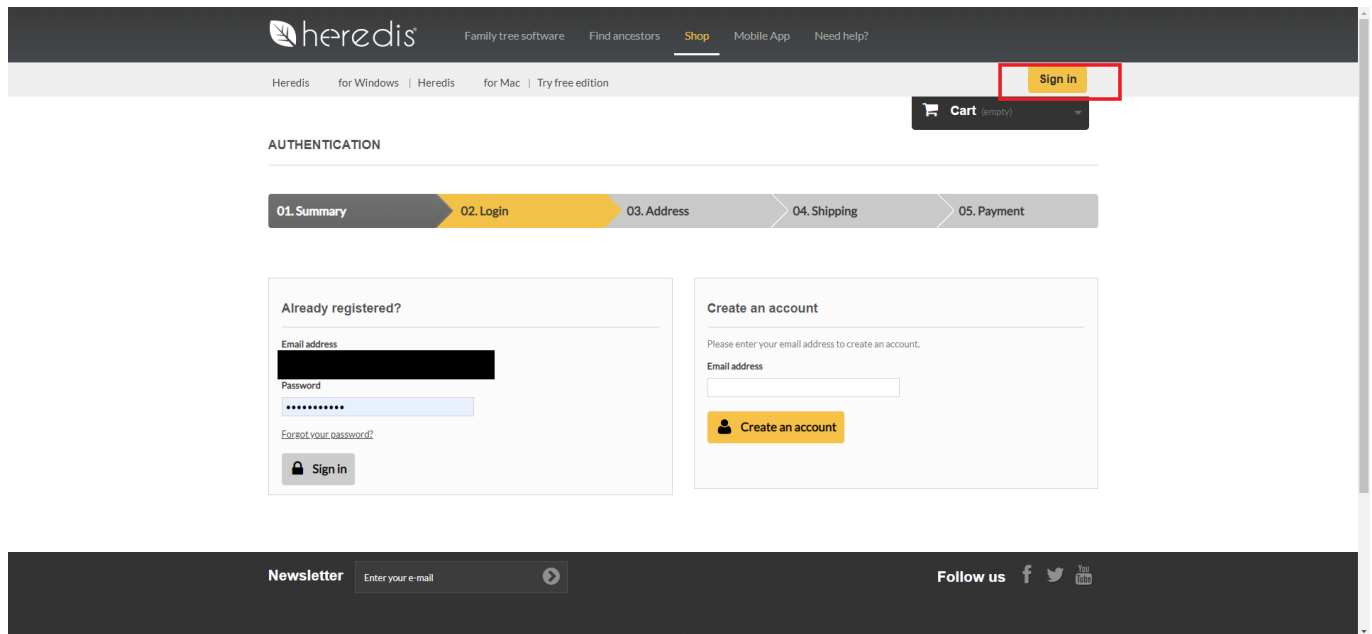 heredis
Family tree software Find ancestors Shop Mobile App Need help?
Heredis for Windows | Heredis for Mac | Try free edition
Sign in
Cart (empty)
AUTHENTICATION
01. Summary 02. Login 03. Address 04. Shipping 05. Payment
Already registered?
Email address
Password
•••••••••••
Forgot your password?
Sign in
Create an account
Please enter your email address to create an account.
Email address
Create an account
Newsletter Enter your e-mail
Follow us You Tube